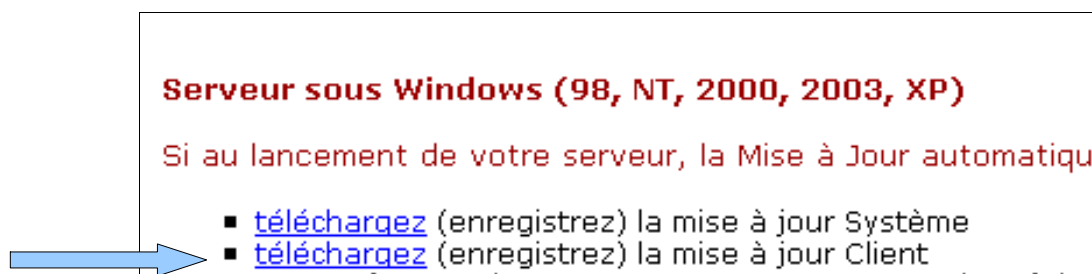 Serveur sous Windows (98, NT, 2000, 2003, XP)
Si au lancement de votre serveur, la Mise à Jour
▪ téléchargez (enregistrez) la mise à jour Système
▪ téléchargez (enregistrez) la mise à jour Client